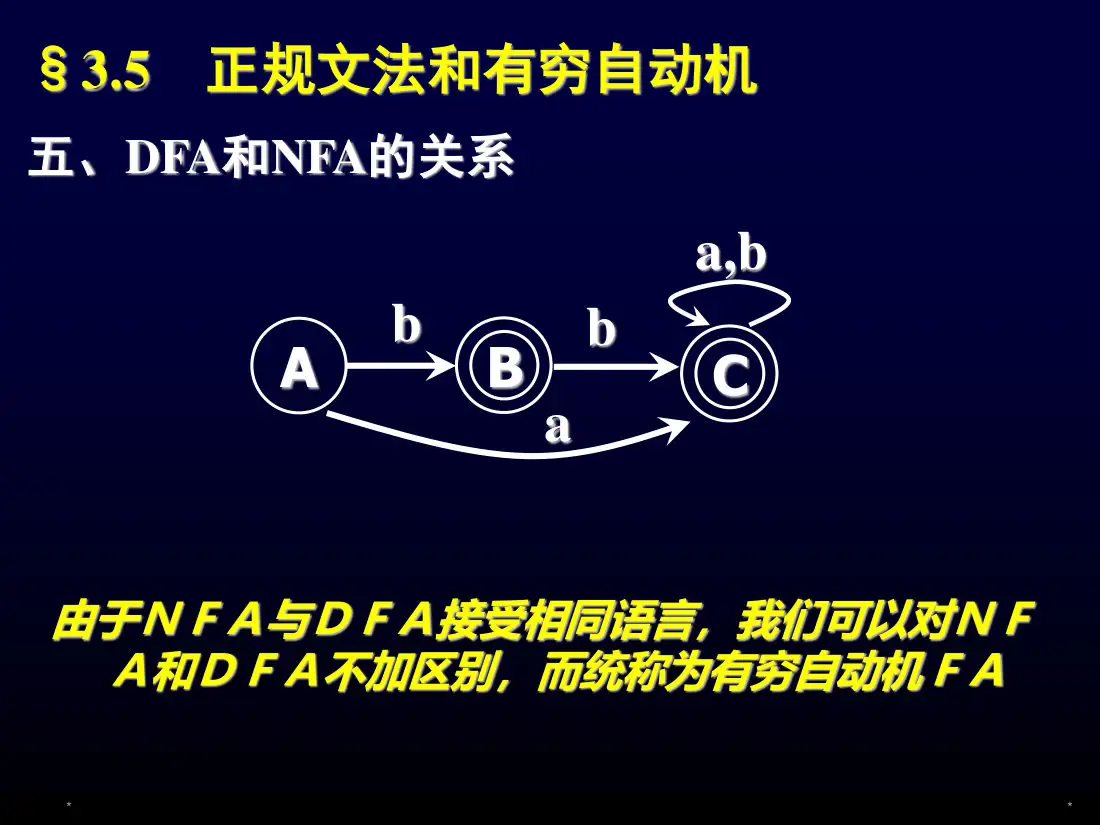 §3.5 正规文法和有穷自动机
五、DFA和NFA的关系
a,b
b
b
A
B
C
a
由于ＮＦＡ与ＤＦＡ接受相同语言，我们可以对ＮＦ
Ａ和ＤＦＡ不加区别，而统称为有穷自动机ＦＡ
*
*